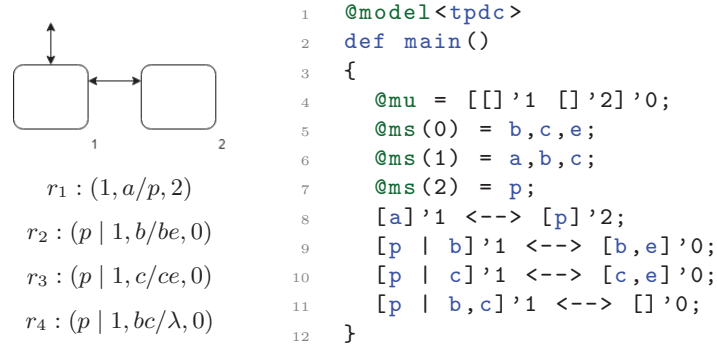 1
2
r₁ : (1, a/p, 2)
r₂ : (p | 1, b/be, 0)
r₃ : (p | 1, c/ce, 0)
r₄ : (p | 1, bc/λ, 0)
1 @model<tpdc>
2 def main()
3 {
4 @mu = [[]'1 []'2]'0;
5 @ms(0) = b,c,e;
6 @ms(1) = a,b,c;
7 @ms(2) = p;
8 [a]'1 <--> [p]'2;
9 [p | b]'1 <--> [b,e]'0;
10 [p | c]'1 <--> [c,e]'0;
11 [p | b,c]'1 <--> []'0;
12 }